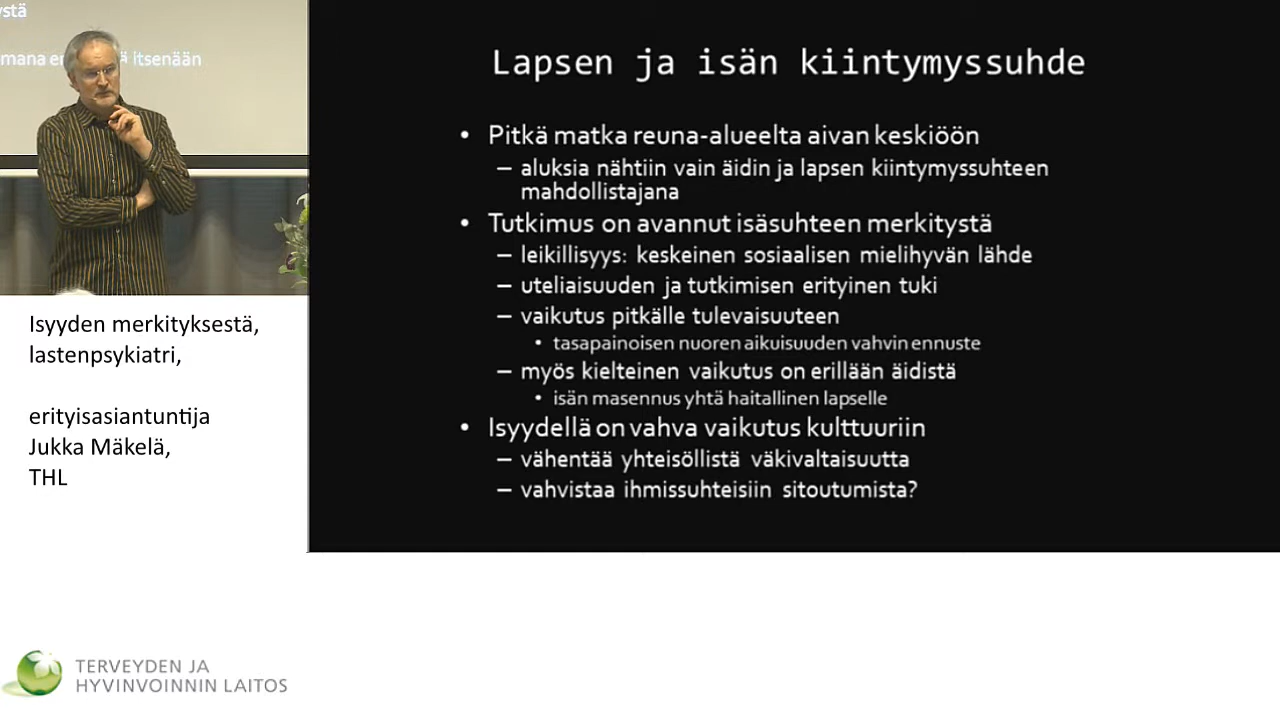 ystä
itsenään
Isyyden merkityksestä,
lastenpsykiatri,
erityisasiantuntija
Jukka Mäkelä,
THL
TERVEYDEN JA
HYVINVOINNIN LAITOS
Lapsen ja isän kiintymyssuhde
• Pitkä matka reuna-alueelta aivan keskiöön
– aluksia nähtiin vain äidin ja lapsen kiintymyssuhteen
mahdollistajana
• Tutkimus on avannut isäsuhteen merkitystä
– leikillisyys: keskeinen sosiaalisen mielihyvän lähde
– uteliaisuuden ja tutkimisen erityinen tuki
– vaikutus pitkälle tulevaisuuteen
• tasapainoisen nuoren aikuisuuden vahvin ennuste
– myös kielteinen vaikutus on erillään äidistä
• isän masennus yhtä haitallinen lapselle
• Isyydellä on vahva vaikutus kulttuuriin
– vähentää yhteisöllistä väkivaltaisuutta
– vahvistaa ihmissuhteisiin sitoutumista?